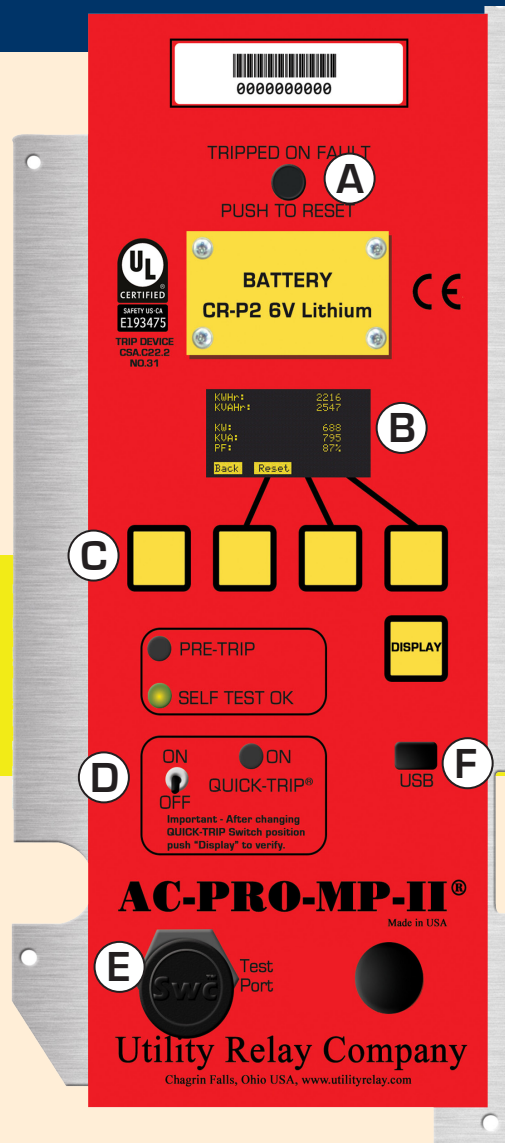 0000000000
TRIPPED ON FAULT
A
PUSH TO RESET
UL
®
CERTIFIED
SAFETY US-CA
E193475
TRIP DEVICE
CSA.C22.2
NO.31
BATTERY
CR-P2 6V Lithium
CE
KWHr: 2216
KVAHr: 2547
KW: 688
KVA: 795
PF: 87%
Back Reset
B
C
DISPLAY
PRE-TRIP
SELF TEST OK
D
ON ON
QUICK-TRIP®
OFF
Important - After changing
QUICK-TRIP Switch position
push "Display" to verify.
F
USB
AC-PRO-MP-II®
Made in USA
E
Swc
Test
Port
Utility Relay Company
Chagrin Falls, Ohio USA, www.utilityrelay.com